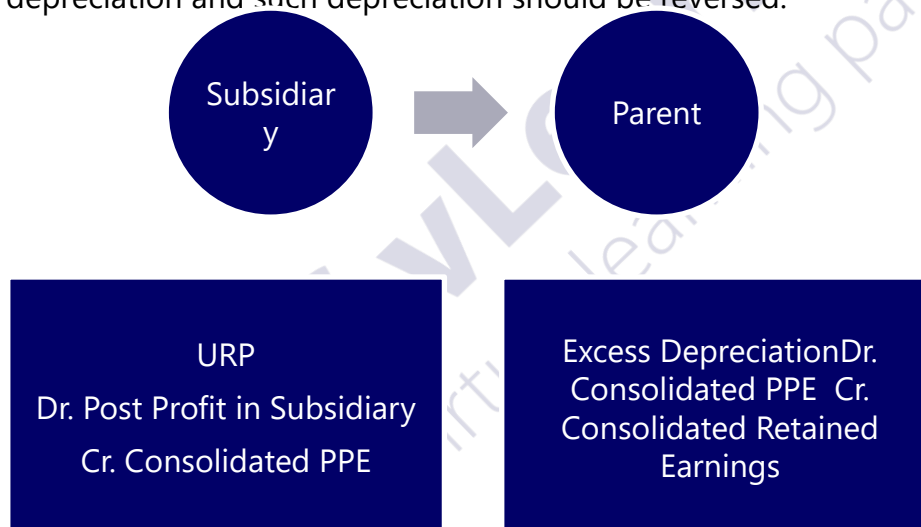 depreciation and such depreciation should be reversed.
Subsidiar
y
Parent
URP
Dr. Post Profit in Subsidiary
Cr. Consolidated PPE
Excess DepreciationDr.
Consolidated PPE Cr.
Consolidated Retained
Earnings